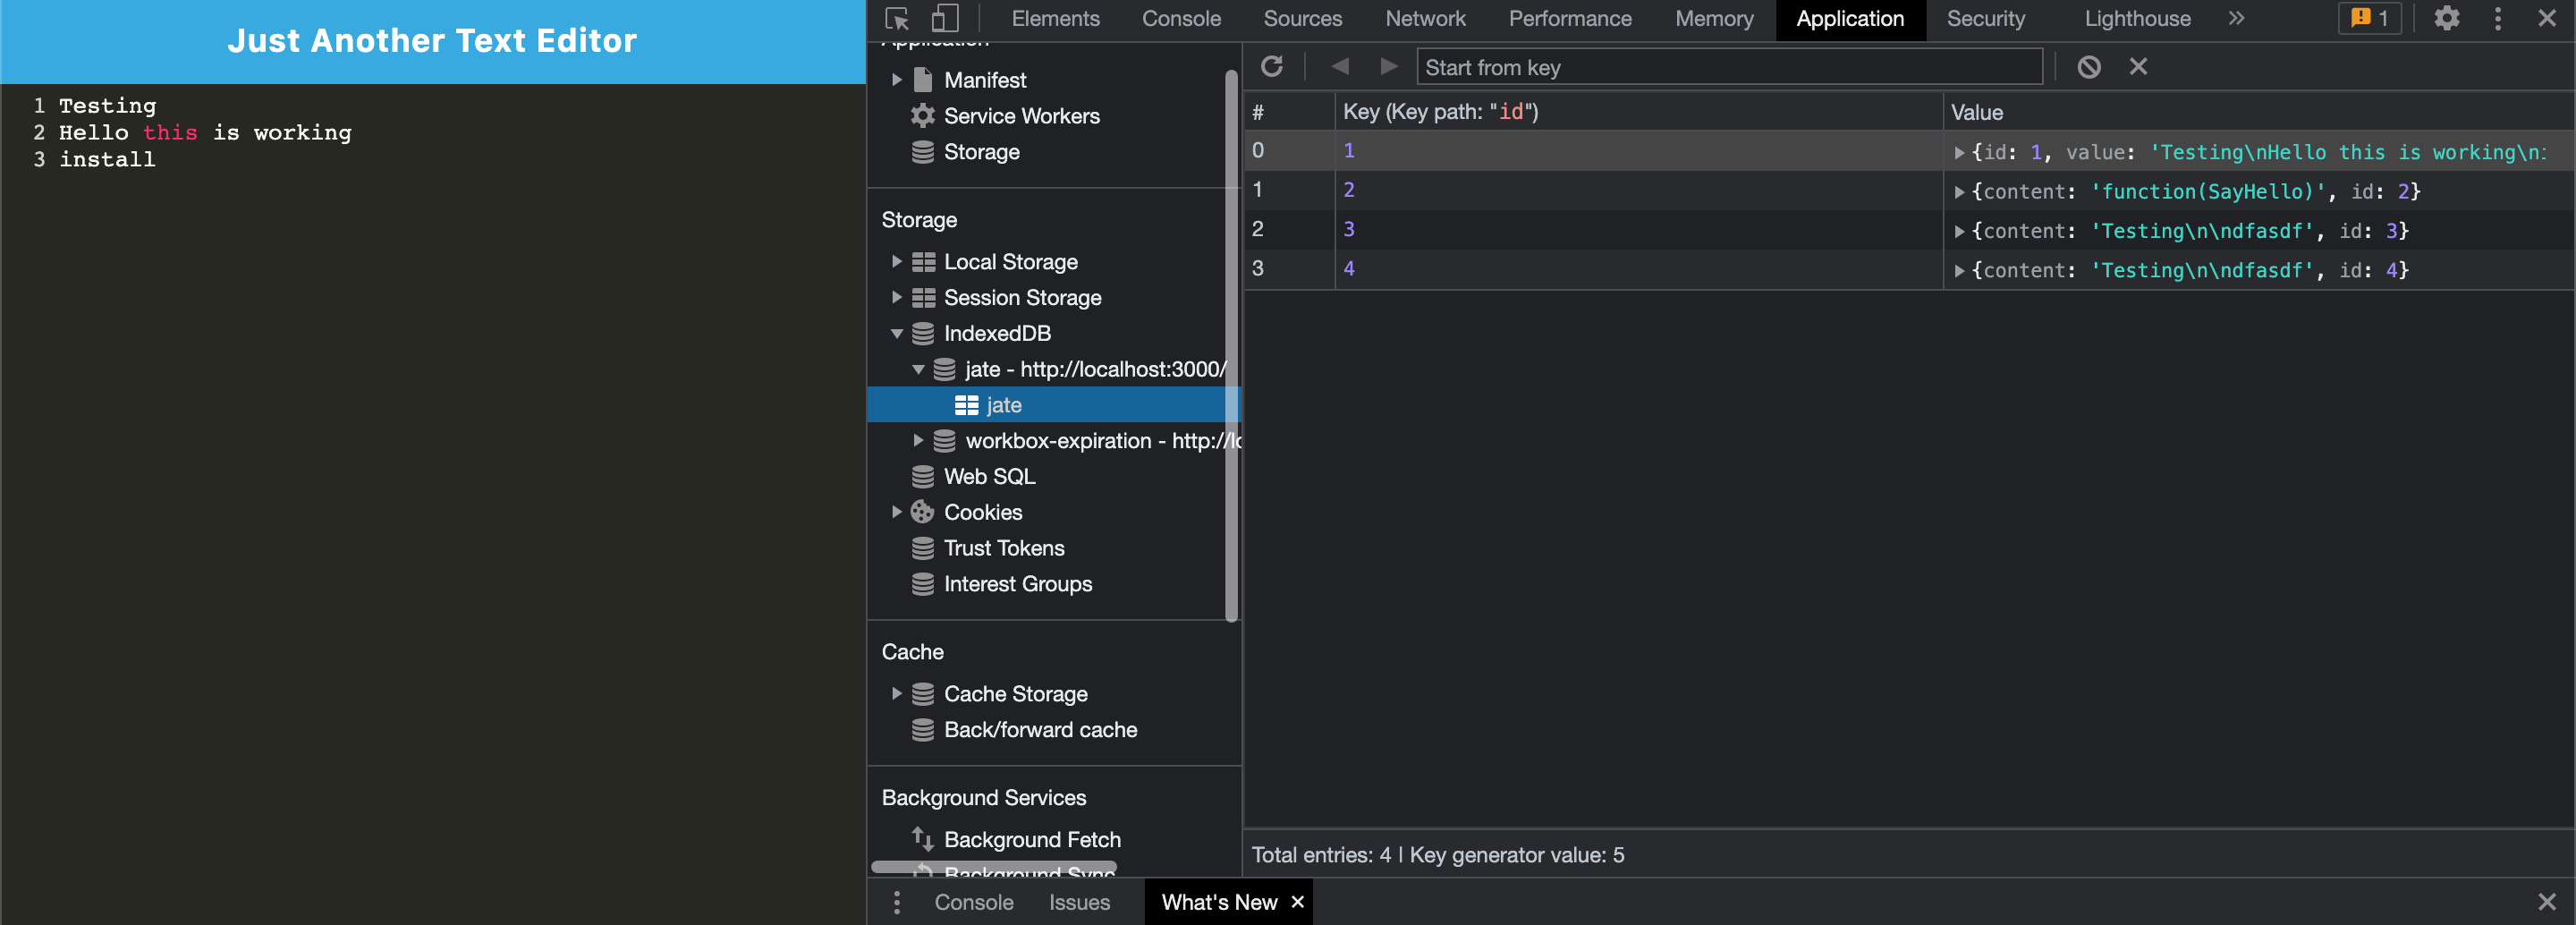 Just Another Text Editor
1 Testing
2 Hello this is working
3 install
Elements Console Sources Network Performance Memory Application Security Lighthouse 1
Application
Manifest
Service Workers
Storage
Storage
Local Storage
Session Storage
IndexedDB
jate - http://localhost:3000/
jate
workbox-expiration - http://lo
Web SQL
Cookies
Trust Tokens
Interest Groups
Cache
Cache Storage
Back/forward cache
Background Services
Background Fetch
Background Sync
Start from key
# Key (Key path: "id") Value
0 1 {id: 1, value: 'Testing\nHello this is working\n
1 2 {content: 'function(SayHello)', id: 2}
2 3 {content: 'Testing\n\ndfasdf', id: 3}
3 4 {content: 'Testing\n\ndfasdf', id: 4}
Total entries: 4 | Key generator value: 5
Console Issues What's New